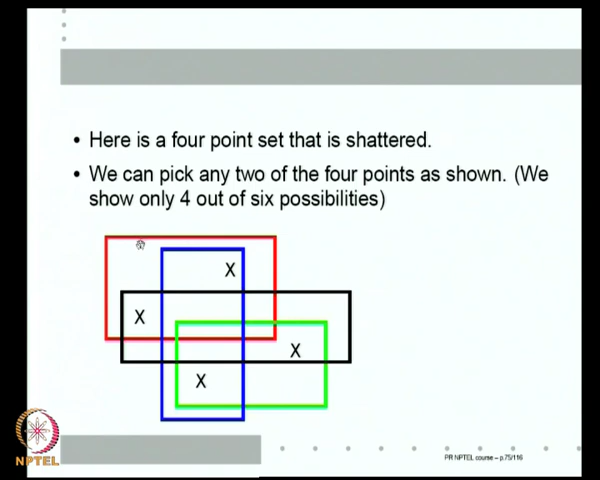 • Here is a four point set that is shattered.
• We can pick any two of the four points as shown. (We
show only 4 out of six possibilities)
X
X
X
X
NPTEL
PR NPTEL course – p.75/116